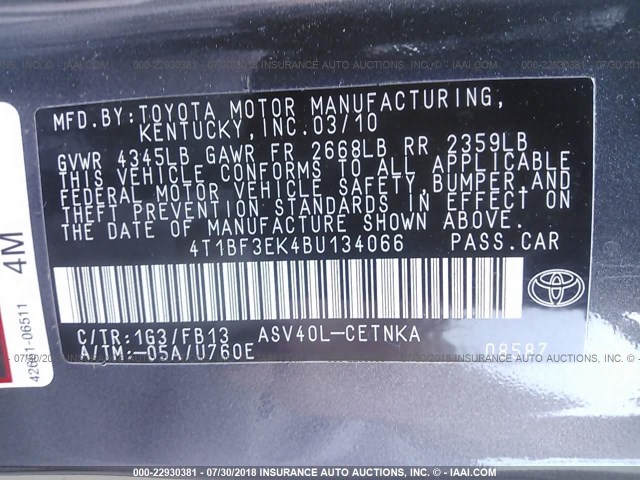 MFD.BY:TOYOTA MOTOR MANUFACTURING,
KENTUCKY,INC.03/10
GVWR 4345LB GAWR FR 2668LB RR 2359LB
THIS VEHICLE CONFORMS TO ALL APPLICABLE
FEDERAL MOTOR VEHICLE SAFETY,BUMPER,AND
THEFT PREVENTION STANDARDS IN EFFECT ON
THE DATE OF MANUFACTURE SHOWN ABOVE.
4T1BF3EK4BU134066 PASS.CAR
C/TR:1G3/FB13 ASV40L-CETNKA
A/TM:-05A/U760E 08587
4M
06511
000-22930381 - 07/30/2018 INSURANCE AUTO AUCTIONS, INC. © - IAAI.COM